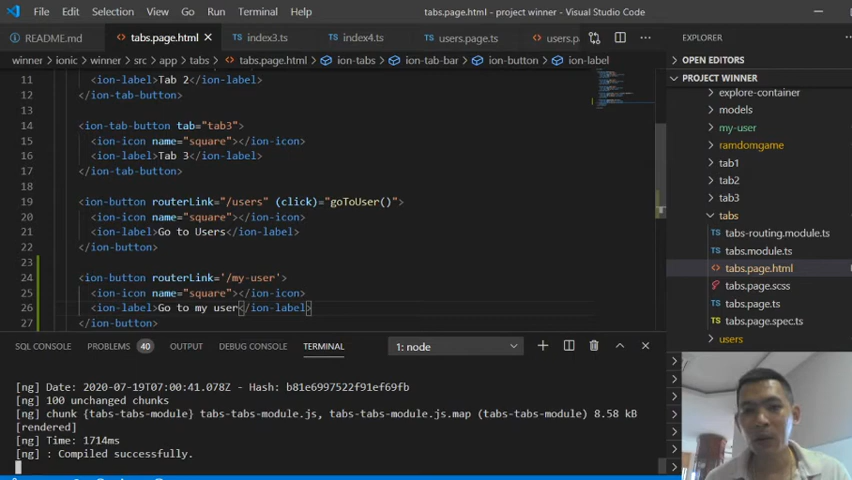 File Edit Selection View Go Run Terminal Help
tabs.page.html - project winner - Visual Studio Code
README.md
tabs.page.html
index3.ts
index4.ts
users.page.ts
users.p
winner > ionic > winner > src > app > tabs > tabs.page.html > ion-tabs > ion-tab-bar > ion-button > ion-label
11 <ion-label>Tab 2</ion-label>
12 </ion-tab-button>
13
14 <ion-tab-button tab="tab3">
15 <ion-icon name="square"></ion-icon>
16 <ion-label>Tab 3</ion-label>
17 </ion-tab-button>
18
19 <ion-button routerLink="/users" (click)="goToUser()">
20 <ion-icon name="square"></ion-icon>
21 <ion-label>Go to Users</ion-label>
22 </ion-button>
23
24 <ion-button routerLink='/my-user'>
25 <ion-icon name="square"></ion-icon>
26 <ion-label>Go to my user</ion-label>
27 </ion-button>
EXPLORER
OPEN EDITORS
PROJECT WINNER
explore-container
models
my-user
ramdomgame
tab1
tab2
tab3
tabs
tabs-routing.module.ts
tabs.module.ts
tabs.page.html
tabs.page.scss
tabs.page.ts
tabs.page.spec.ts
users
SQL CONSOLE
PROBLEMS 40
OUTPUT
DEBUG CONSOLE
TERMINAL
1: node
[ng] Date: 2020-07-19T07:00:41.078Z - Hash: b81e6997522f91ef69fb
[ng] 100 unchanged chunks
[ng] chunk {tabs-tabs-module} tabs-tabs-module.js, tabs-tabs-module.js.map (tabs-tabs-module) 8.58 kB
[rendered]
[ng] Time: 1714ms
[ng] : Compiled successfully.